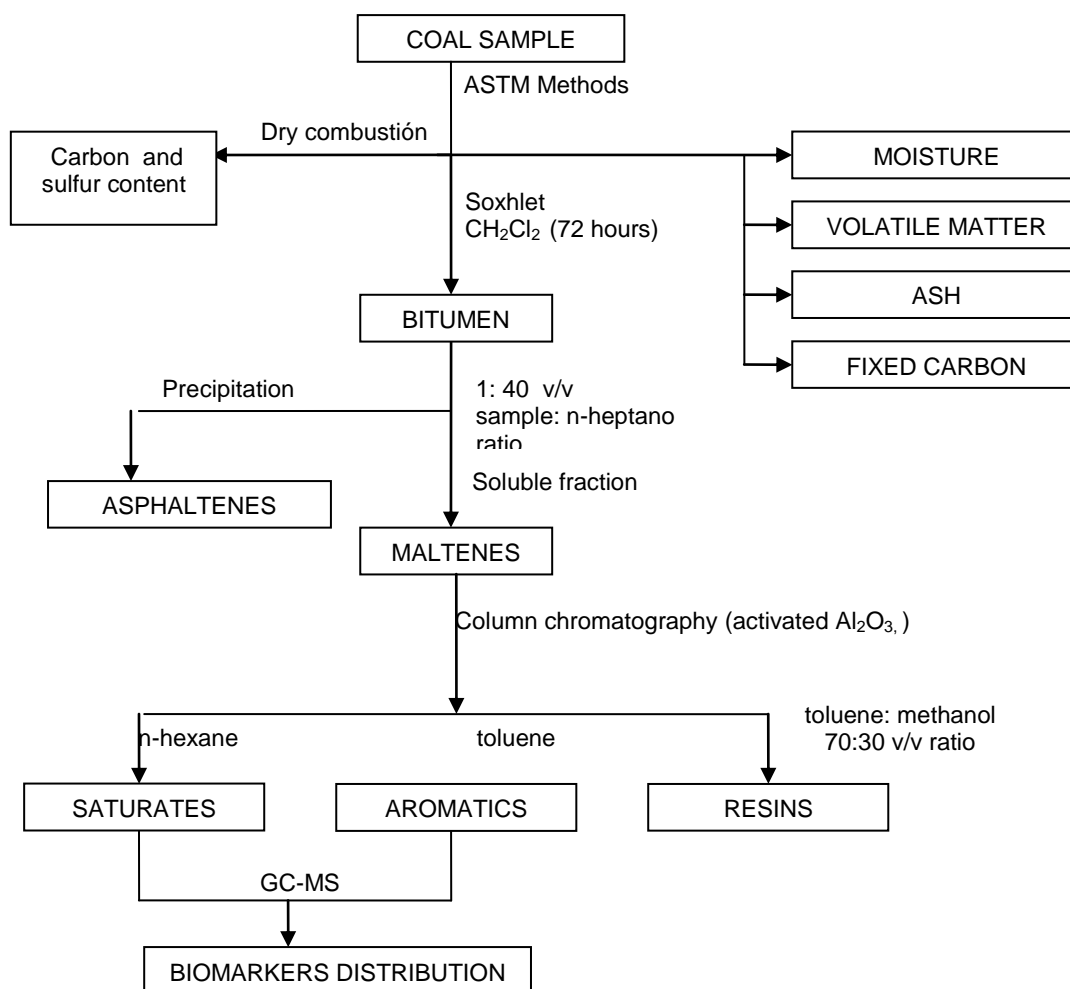 COAL SAMPLE
ASTM Methods
Dry combustión
Carbon and
sulfur content
MOISTURE
Soxhlet
CH₂Cl₂ (72 hours)
VOLATILE MATTER
ASH
BITUMEN
FIXED CARBON
Precipitation
1: 40 v/v
sample: n-heptano
ratio
Soluble fraction
ASPHALTENES
MALTENES
Column chromatography (activated Al₂O₃, )
n-hexane
toluene
toluene: methanol
70:30 v/v ratio
SATURATES
AROMATICS
RESINS
GC-MS
BIOMARKERS DISTRIBUTION